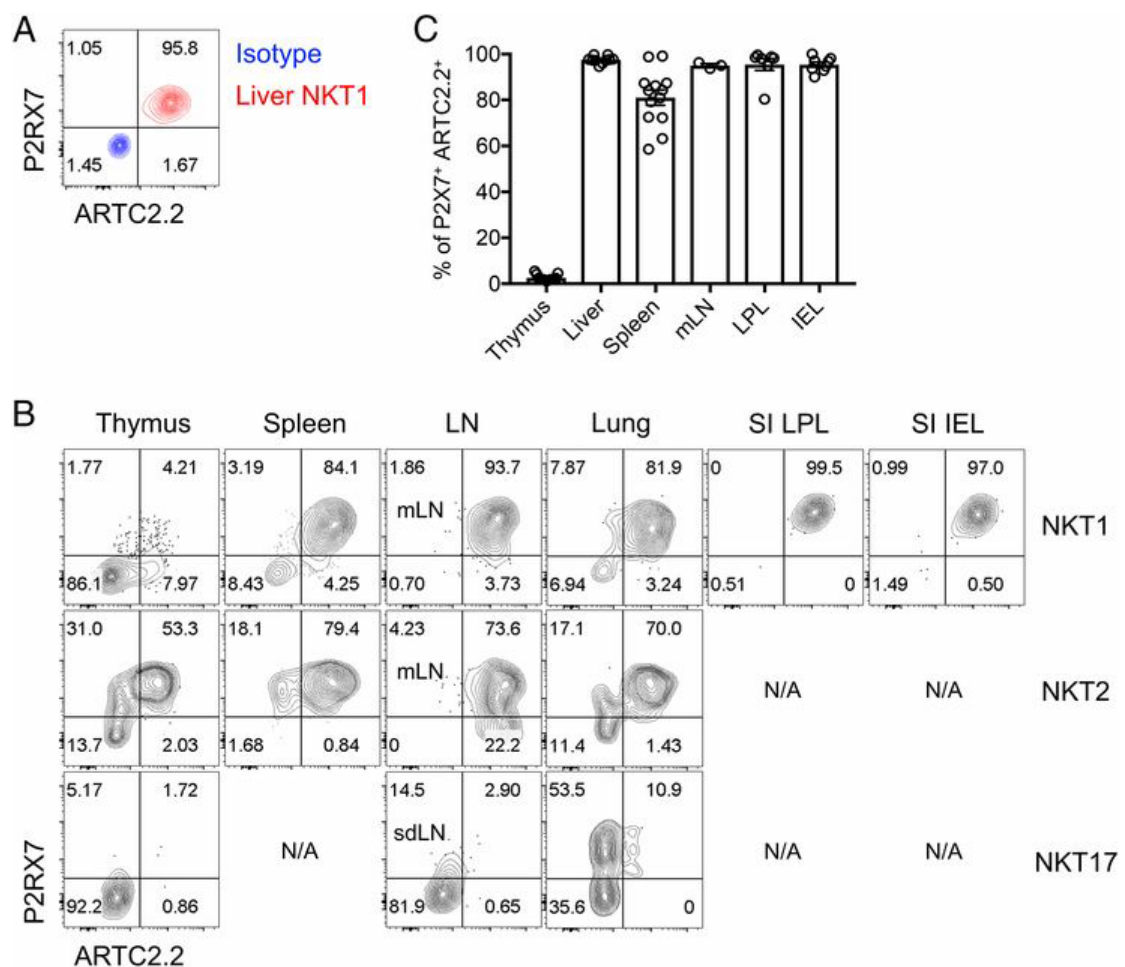 A
1.05 95.8
Isotype
Liver NKT1
1.45 1.67
P2RX7
ARTC2.2
C
100
80
60
40
20
0
% of P2X7+ ARTC2.2+
Thymus
Liver
Spleen
mLN
LPL
IEL
B
Thymus Spleen LN Lung SI LPL SI IEL
1.77 4.21 3.19 84.1 1.86 93.7 7.87 81.9 0 99.5 0.99 97.0
mLN
NKT1
86.1 7.97 8.43 4.25 0.70 3.73 6.94 3.24 0.51 0 1.49 0.50
31.0 53.3 18.1 79.4 4.23 73.6 17.1 70.0
mLN
N/A N/A NKT2
13.7 2.03 1.68 0.84 0 22.2 11.4 1.43
5.17 1.72 14.5 2.90 53.5 10.9
sdLN
N/A N/A N/A NKT17
92.2 0.86 81.9 0.65 35.6 0
P2RX7
ARTC2.2